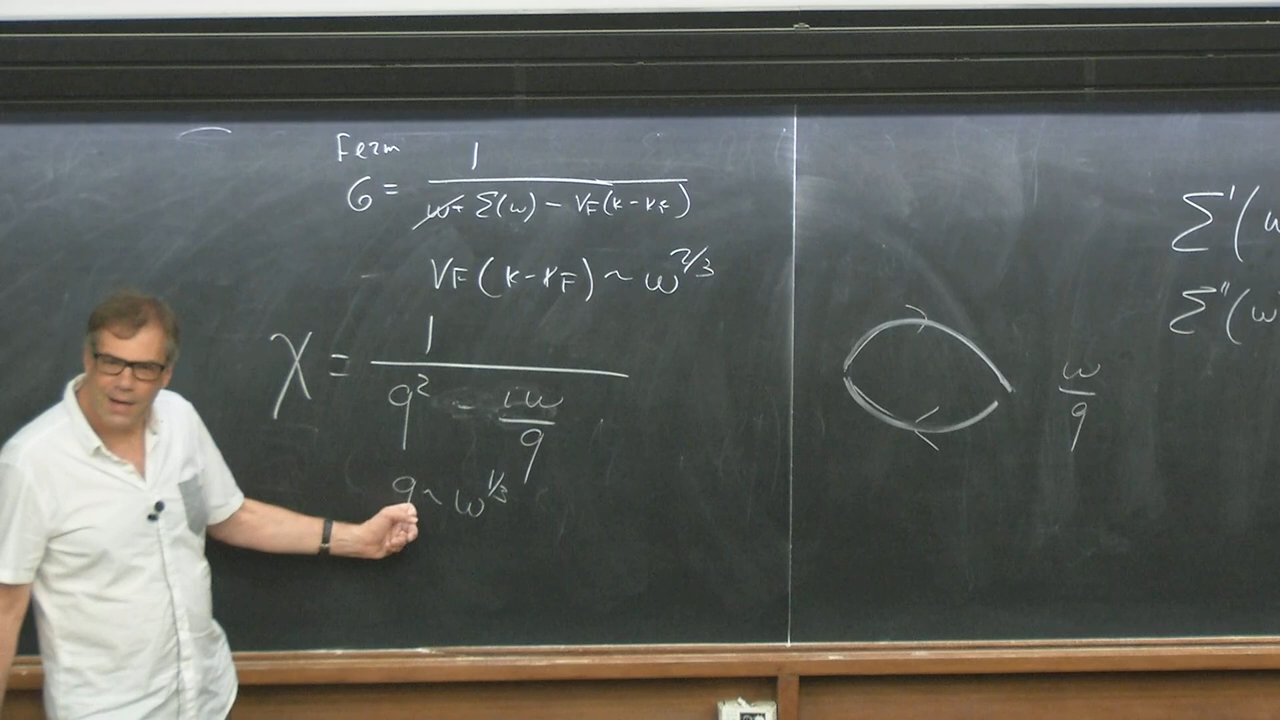 Ferm
G = 1 / (ω + Σ(ω) − VF(k−kF))
VF(k−kF) ~ ω^2/3
χ = 1 / (q² − iω/q)
q ~ ω^1/3
ω/q
Σ'(ω
Σ''(ω